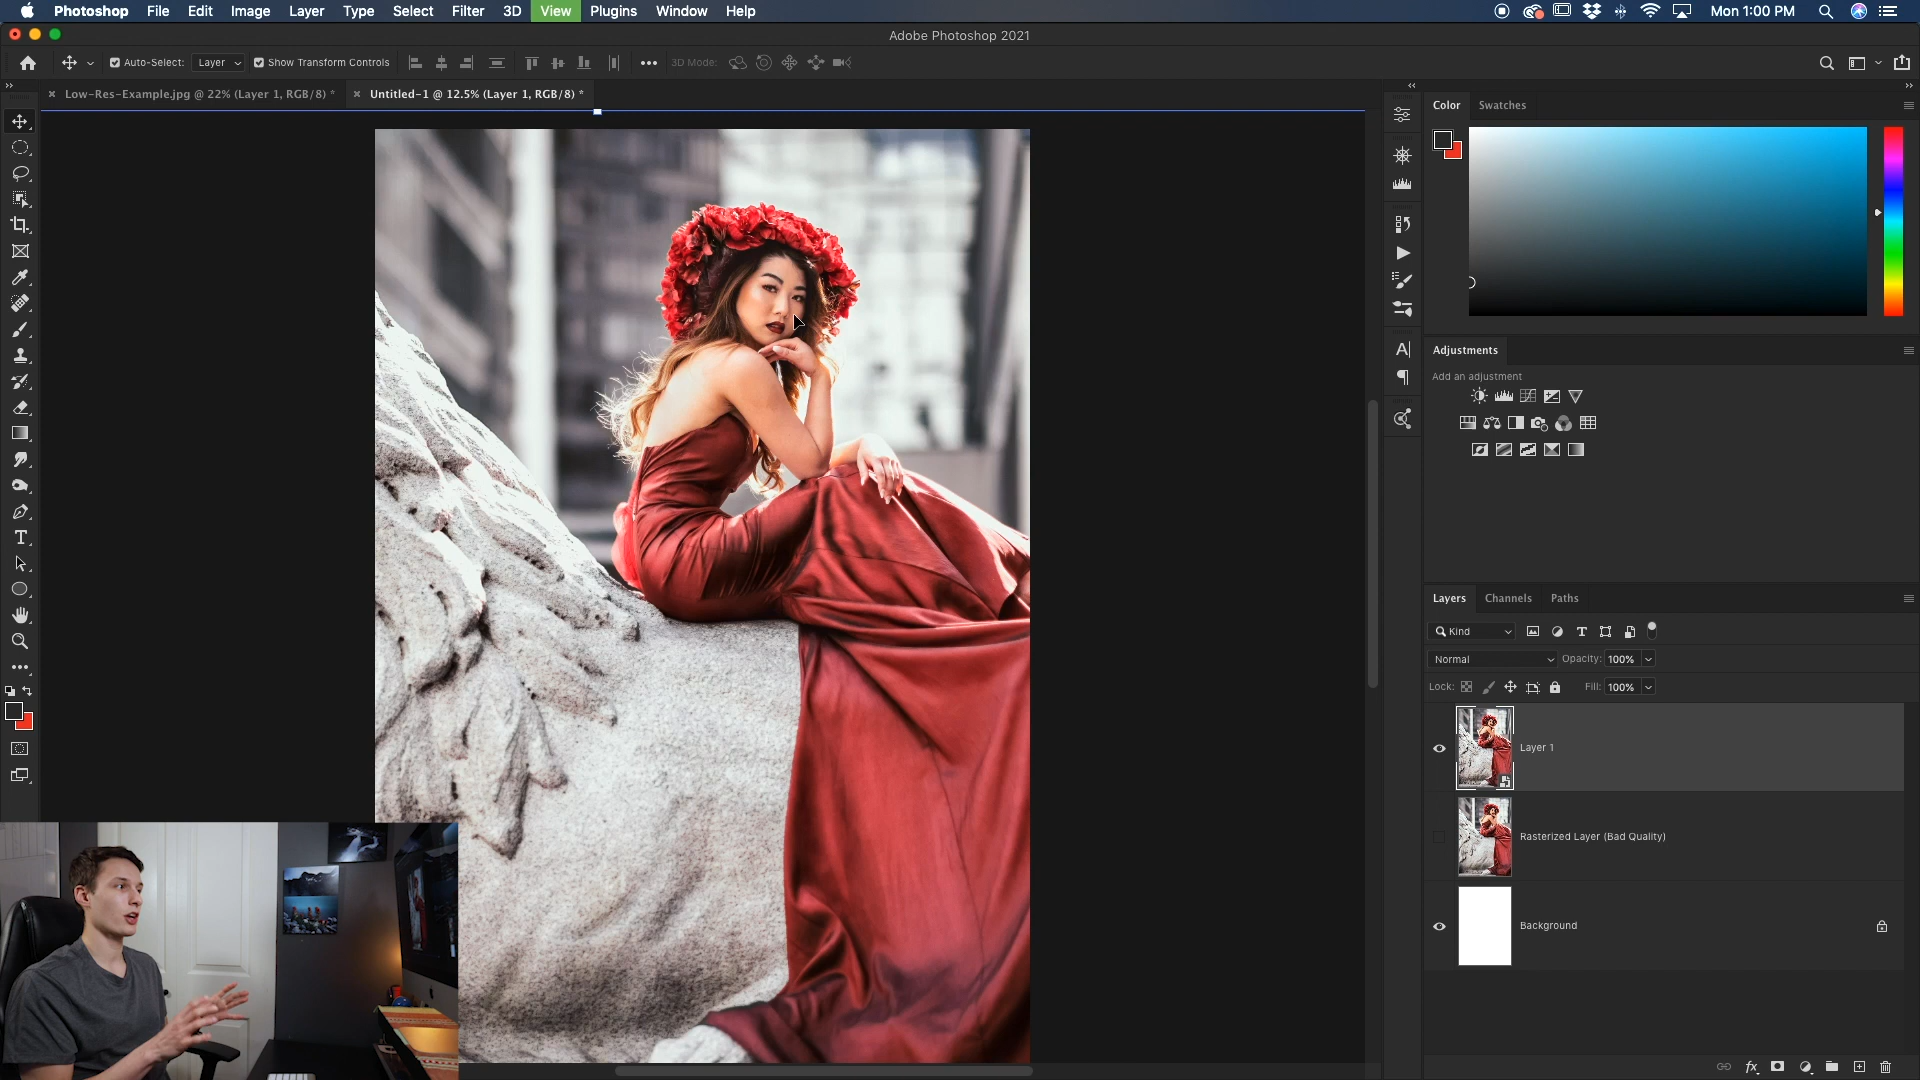 Photoshop File Edit Image Layer Type Select Filter 3D View Plugins Window Help Mon 1:00 PM
Adobe Photoshop 2021
Auto-Select: Layer Show Transform Controls 3D Mode:
Low-Res-Example.jpg @ 22% (Layer 1, RGB/8) * Untitled-1 @ 12.5% (Layer 1, RGB/8) *
Color Swatches
Adjustments
Add an adjustment
Layers Channels Paths
Kind
Normal Opacity: 100%
Lock: Fill: 100%
Layer 1
Rasterized Layer (Bad Quality)
Background